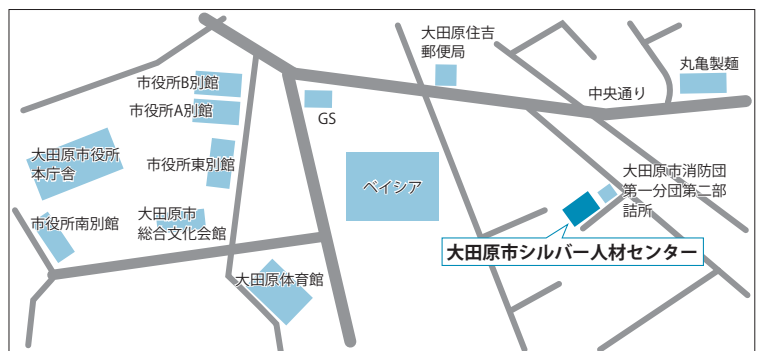 大田原住吉
郵便局
丸亀製麺
市役所B別館
中央通り
市役所A別館
GS
大田原市役所
本庁舎
市役所東別館
ベイシア
大田原市消防団
第一分団第二部
詰所
市役所南別館
大田原市
総合文化会館
大田原市シルバー人材センター
大田原体育館